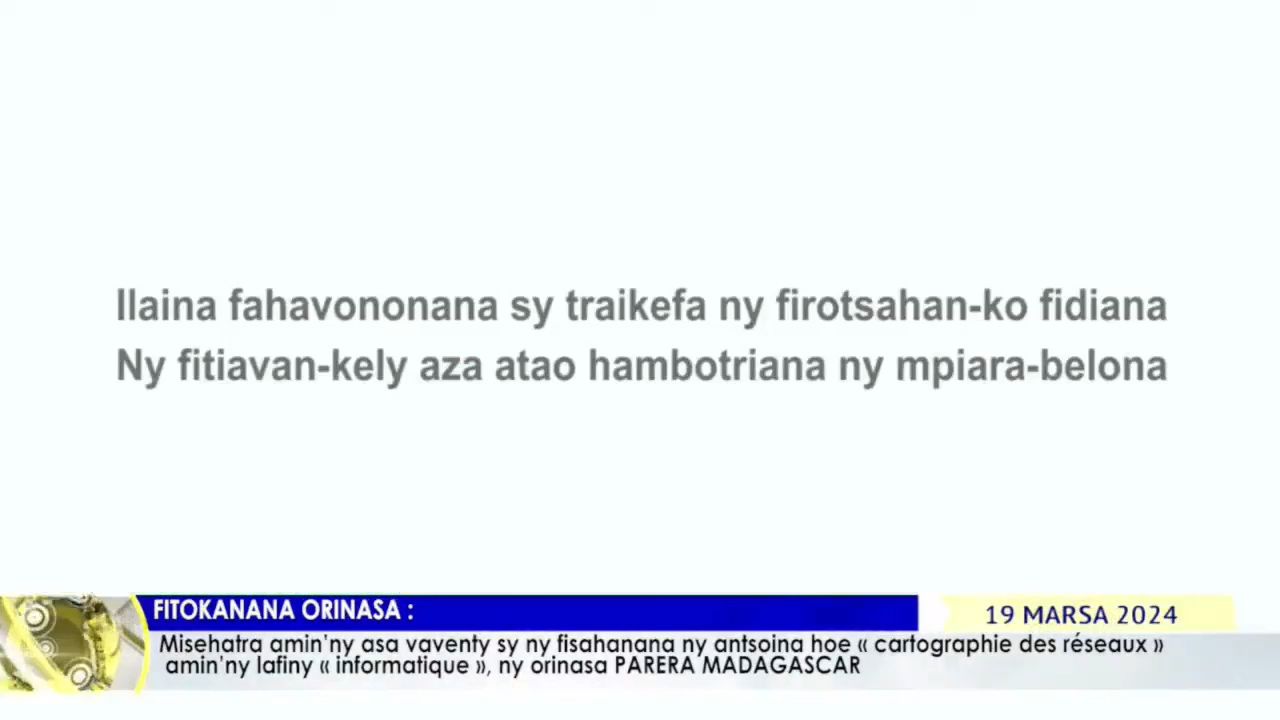 Ilaina fahavononana sy traikefa ny firotsahan-ko fidiana
Ny fitiavan-kely aza atao hambotriana ny mpiara-belona
FITOKANANA ORINASA :
19 MARSA 2024
Misehatra amin'ny asa vaventy sy ny fisahanana ny antsoina hoe « cartographie des réseaux »
amin'ny lafiny « informatique », ny orinasa PARERA MADAGASCAR